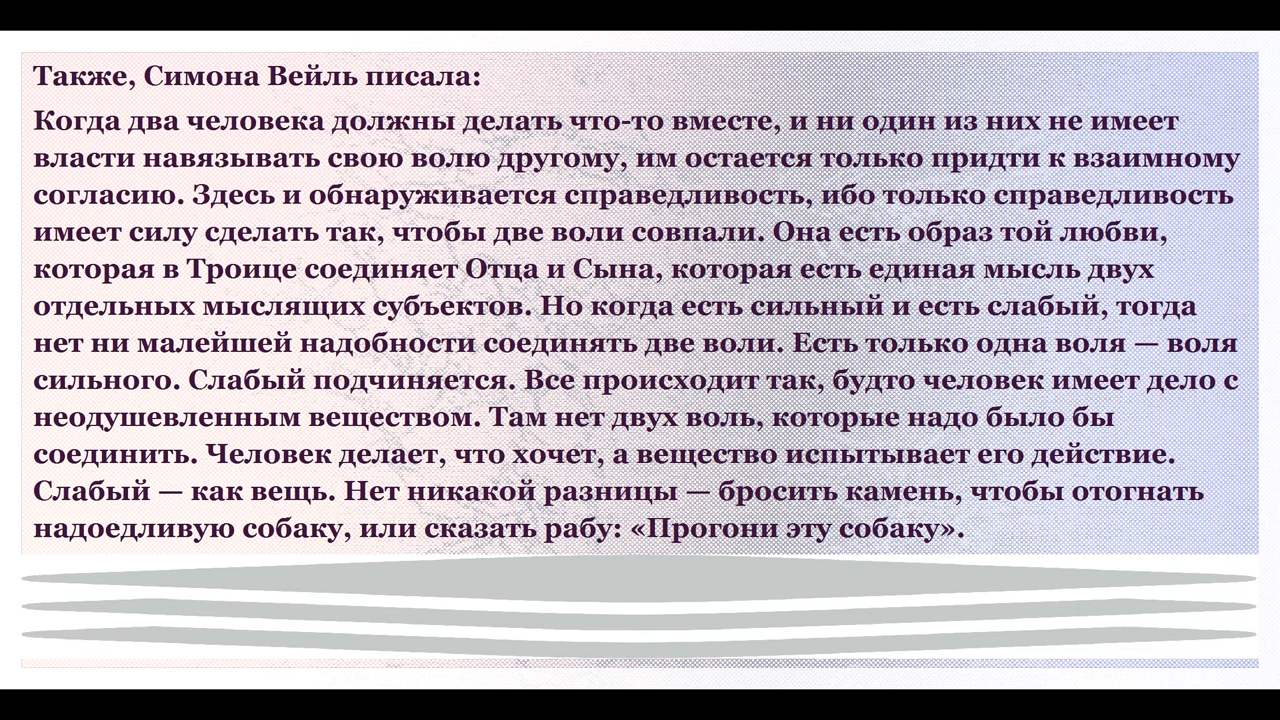 Также, Симона Вейль писала:
Когда два человека должны делать что-то вместе, и ни один из них не имеет
власти навязывать свою волю другому, им остается только придти к взаимному
согласию. Здесь и обнаруживается справедливость, ибо только справедливость
имеет силу сделать так, чтобы две воли совпали. Она есть образ той любви,
которая в Троице соединяет Отца и Сына, которая есть единая мысль двух
отдельных мыслящих субъектов. Но когда есть сильный и есть слабый, тогда
нет ни малейшей надобности соединять две воли. Есть только одна воля — воля
сильного. Слабый подчиняется. Все происходит так, будто человек имеет дело с
неодушевленным веществом. Там нет двух воль, которые надо было бы
соединить. Человек делает, что хочет, а вещество испытывает его действие.
Слабый — как вещь. Нет никакой разницы — бросить камень, чтобы отогнать
надоедливую собаку, или сказать рабу: «Прогони эту собаку».